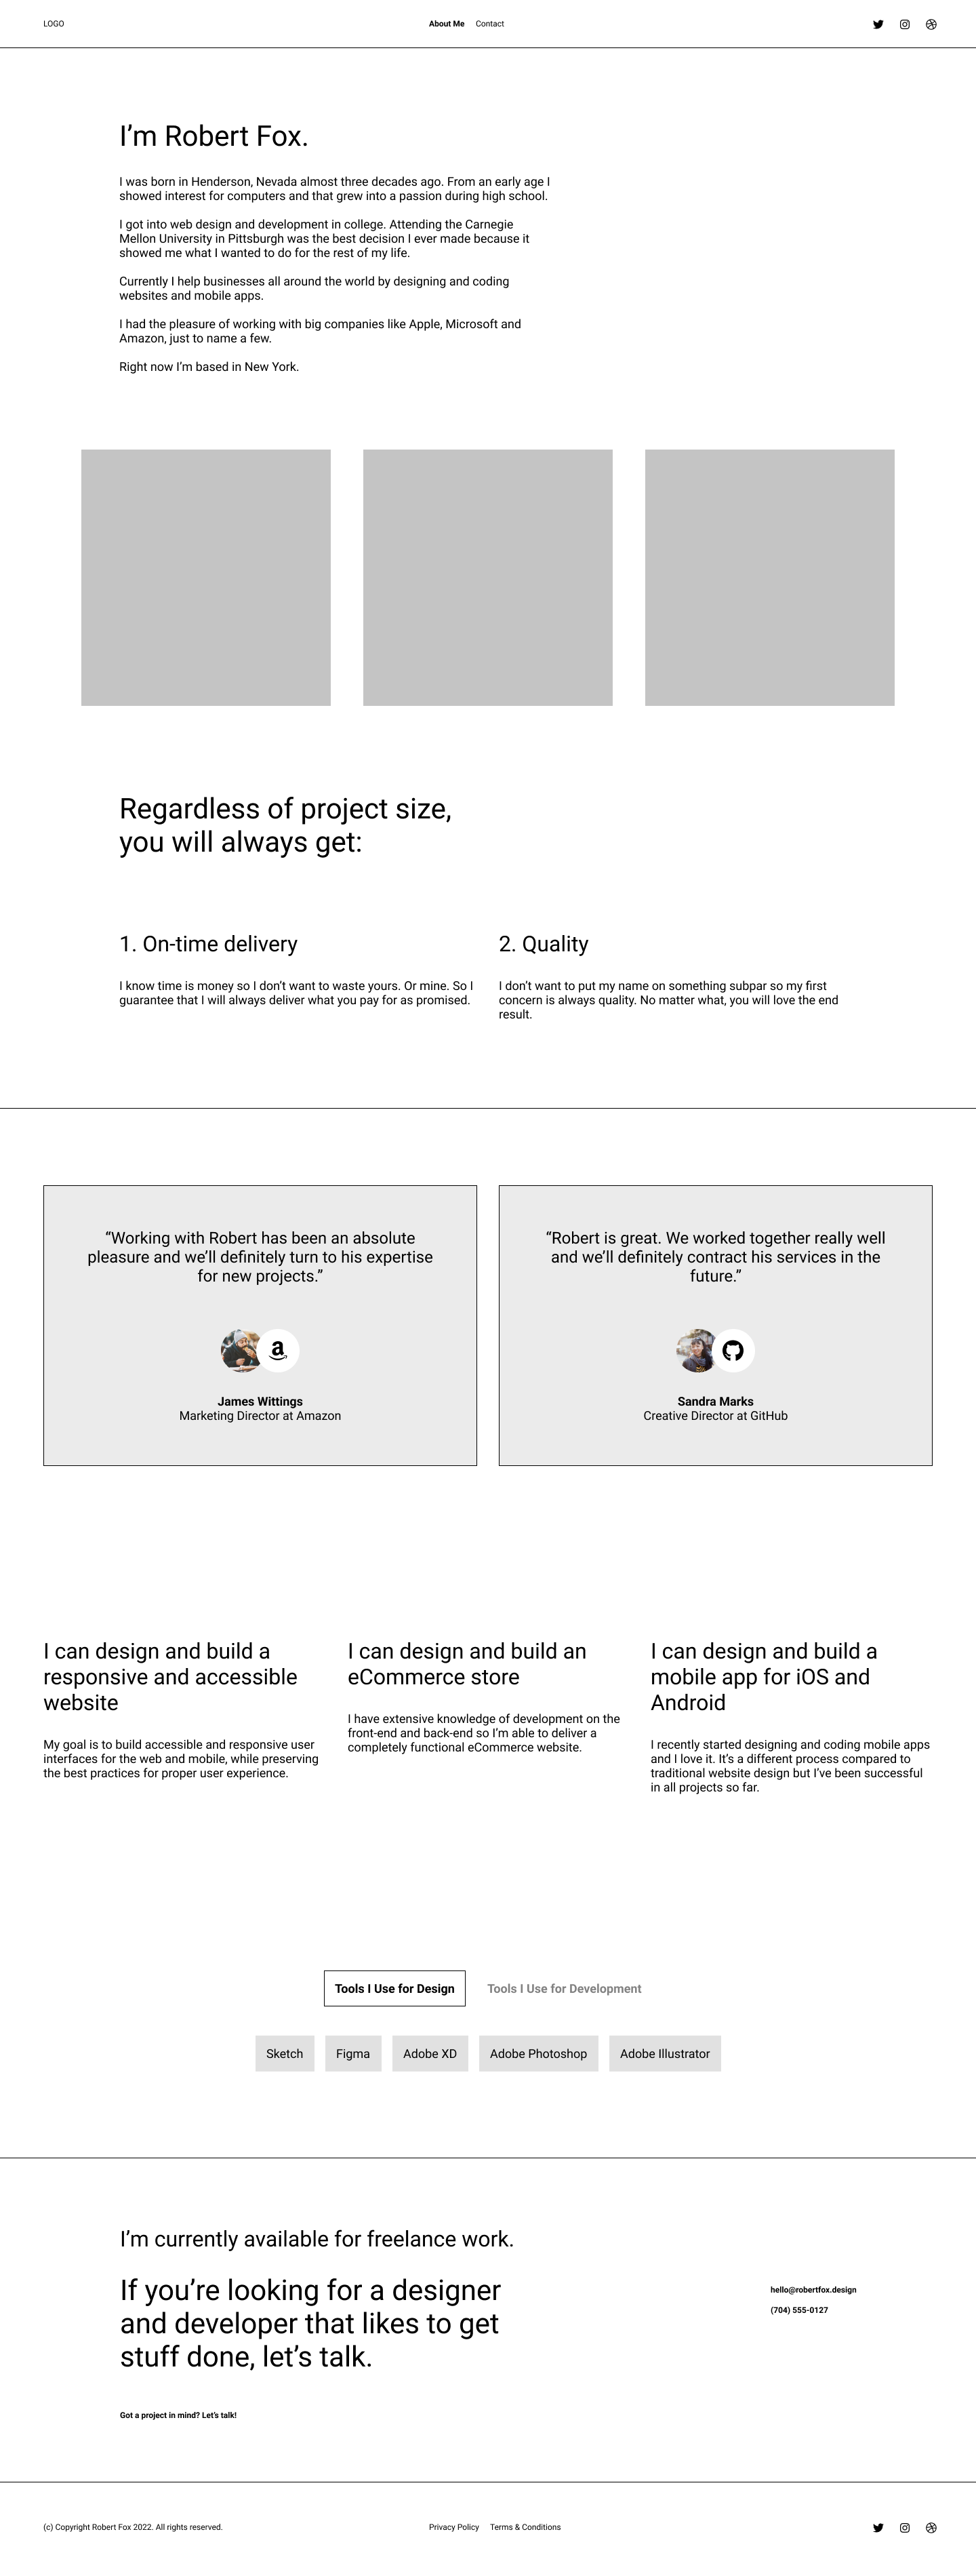 LOGO
About Me Contact
I’m Robert Fox.
I was born in Henderson, Nevada almost three decades ago. From an early age I
showed interest for computers and that grew into a passion during high school.
I got into web design and development in college. Attending the Carnegie
Mellon University in Pittsburgh was the best decision I ever made because it
showed me what I wanted to do for the rest of my life.
Currently I help businesses all around the world by designing and coding
websites and mobile apps.
I had the pleasure of working with big companies like Apple, Microsoft and
Amazon, just to name a few.
Right now I’m based in New York.
Regardless of project size,
you will always get:
1. On-time delivery
I know time is money so I don’t want to waste yours. Or mine. So I
guarantee that I will always deliver what you pay for as promised.
2. Quality
I don’t want to put my name on something subpar so my first
concern is always quality. No matter what, you will love the end
result.
“Working with Robert has been an absolute
pleasure and we’ll definitely turn to his expertise
for new projects.”
James Wittings
Marketing Director at Amazon
“Robert is great. We worked together really well
and we’ll definitely contract his services in the
future.”
Sandra Marks
Creative Director at GitHub
I can design and build a
responsive and accessible
website
My goal is to build accessible and responsive user
interfaces for the web and mobile, while preserving
the best practices for proper user experience.
I can design and build an
eCommerce store
I have extensive knowledge of development on the
front-end and back-end so I’m able to deliver a
completely functional eCommerce website.
I can design and build a
mobile app for iOS and
Android
I recently started designing and coding mobile apps
and I love it. It’s a different process compared to
traditional website design but I’ve been successful
in all projects so far.
Tools I Use for Design
Tools I Use for Development
Sketch
Figma
Adobe XD
Adobe Photoshop
Adobe Illustrator
I’m currently available for freelance work.
If you’re looking for a designer
and developer that likes to get
stuff done, let’s talk.
Got a project in mind? Let’s talk!
hello@robertfox.design
(704) 555-0127
(c) Copyright Robert Fox 2022. All rights reserved.
Privacy Policy Terms & Conditions